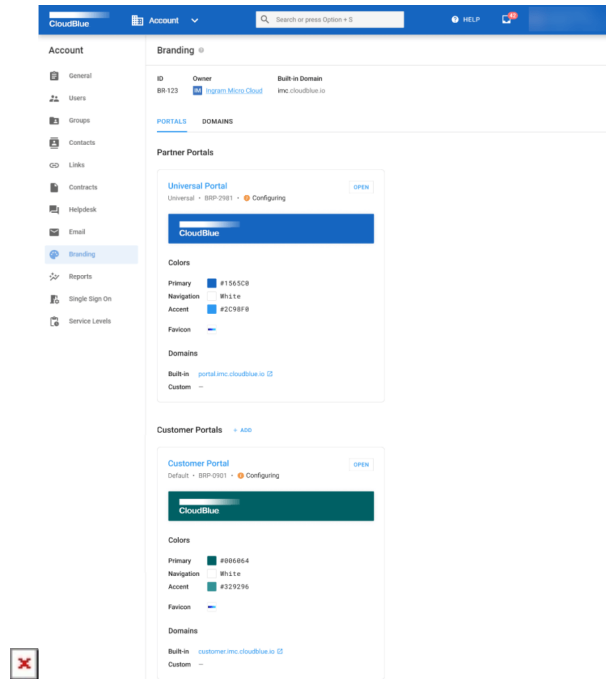 CloudBlue
Account
Search or press Option + S
HELP
43
Account
General
Users
Groups
Contacts
Links
Contracts
Helpdesk
Email
Branding
Reports
Single Sign On
Service Levels
Branding
ID Owner Built-in Domain
BR-123 IM Ingram Micro Cloud imc.cloudblue.io
PORTALS DOMAINS
Partner Portals
Universal Portal OPEN
Universal • BRP-2981 • Configuring
CloudBlue
Colors
Primary #1565C0
Navigation White
Accent #2C98F0
Favicon
Domains
Built-in portal.imc.cloudblue.io
Custom —
Customer Portals + ADD
Customer Portal OPEN
Default • BRP-0901 • Configuring
CloudBlue
Colors
Primary #006064
Navigation White
Accent #329296
Favicon
Domains
Built-in customer.imc.cloudblue.io
Custom —